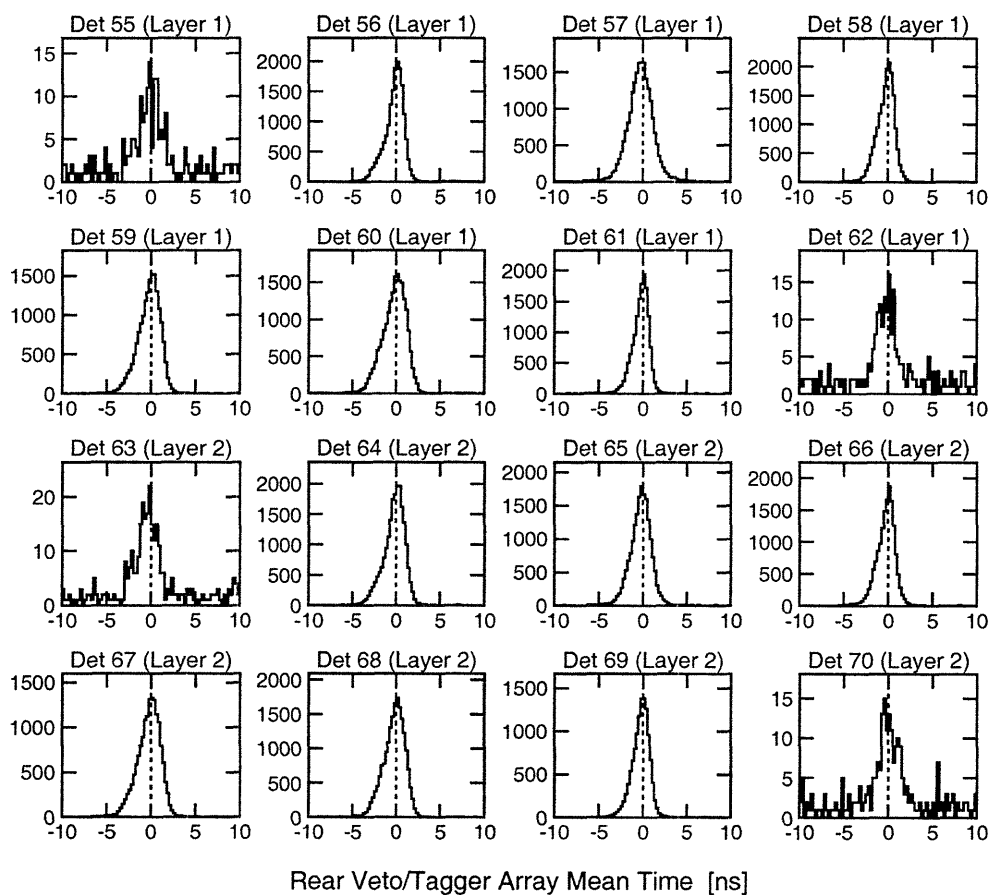 Det 55 (Layer 1) Det 56 (Layer 1) Det 57 (Layer 1) Det 58 (Layer 1)
15 2000 1500 2000
10 1500 1000 1500
5 1000 500 1000
500 500
0 0 0 0
-10 -5 0 5 10 -10 -5 0 5 10 -10 -5 0 5 10 -10 -5 0 5 10
Det 59 (Layer 1) Det 60 (Layer 1) Det 61 (Layer 1) Det 62 (Layer 1)
1500 1500 2000 15
1000 1000 1500 10
500 500 1000 5
500
0 0 0 0
-10 -5 0 5 10 -10 -5 0 5 10 -10 -5 0 5 10 -10 -5 0 5 10
Det 63 (Layer 2) Det 64 (Layer 2) Det 65 (Layer 2) Det 66 (Layer 2)
20 2000 2000 2000
10 1500 1500 1500
1000 1000 1000
500 500 500
0 0 0 0
-10 -5 0 5 10 -10 -5 0 5 10 -10 -5 0 5 10 -10 -5 0 5 10
Det 67 (Layer 2) Det 68 (Layer 2) Det 69 (Layer 2) Det 70 (Layer 2)
1500 2000 1500 15
1000 1500 1000 10
500 1000 500 5
500
0 0 0 0
-10 -5 0 5 10 -10 -5 0 5 10 -10 -5 0 5 10 -10 -5 0 5 10
Rear Veto/Tagger Array Mean Time [ns]